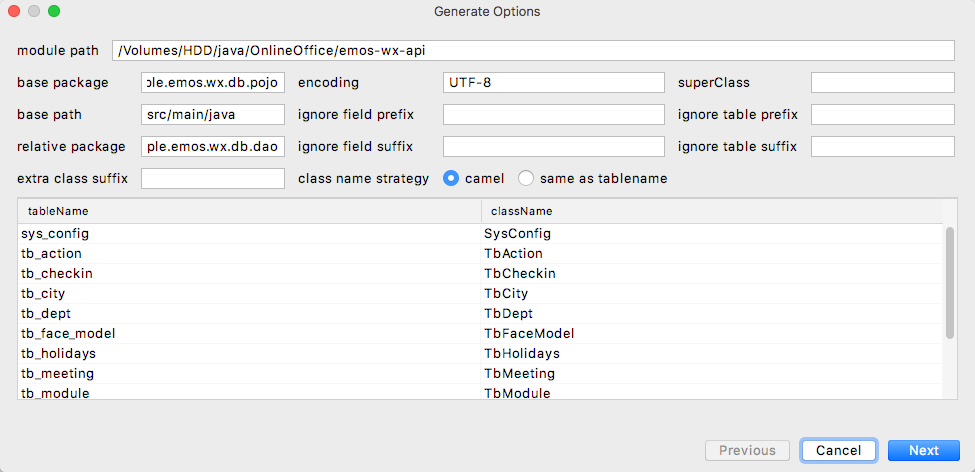 Generate Options
module path /Volumes/HDD/java/OnlineOffice/emos-wx-api
base package ple.emos.wx.db.pojo encoding UTF-8 superClass
base path src/main/java ignore field prefix ignore table prefix
relative package ple.emos.wx.db.dao ignore field suffix ignore table suffix
extra class suffix class name strategy camel same as tablename
tableName className
sys_config SysConfig
tb_action TbAction
tb_checkin TbCheckin
tb_city TbCity
tb_dept TbDept
tb_face_model TbFaceModel
tb_holidays TbHolidays
tb_meeting TbMeeting
tb_module TbModule
Previous Cancel Next